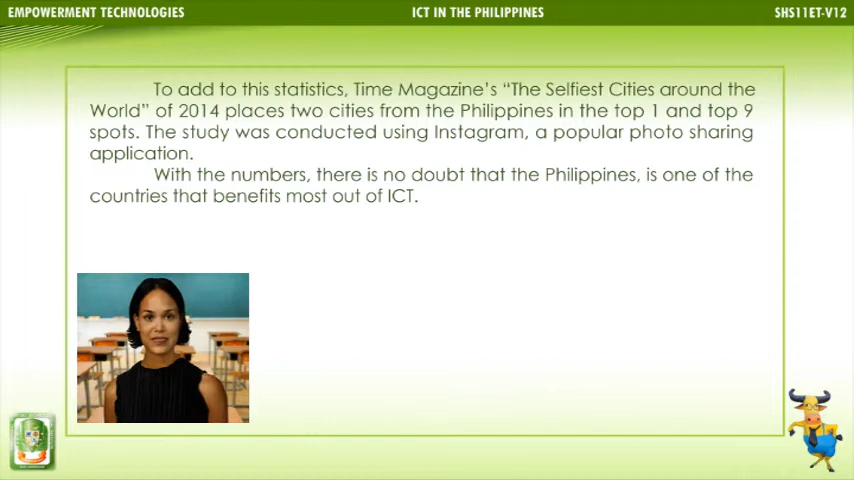 EMPOWERMENT TECHNOLOGIES
ICT IN THE PHILIPPINES
SHS11ET-V12
To add to this statistics, Time Magazine's “The Selfiest Cities around the
World” of 2014 places two cities from the Philippines in the top 1 and top 9
spots. The study was conducted using Instagram, a popular photo sharing
application.
With the numbers, there is no doubt that the Philippines, is one of the
countries that benefits most out of ICT.